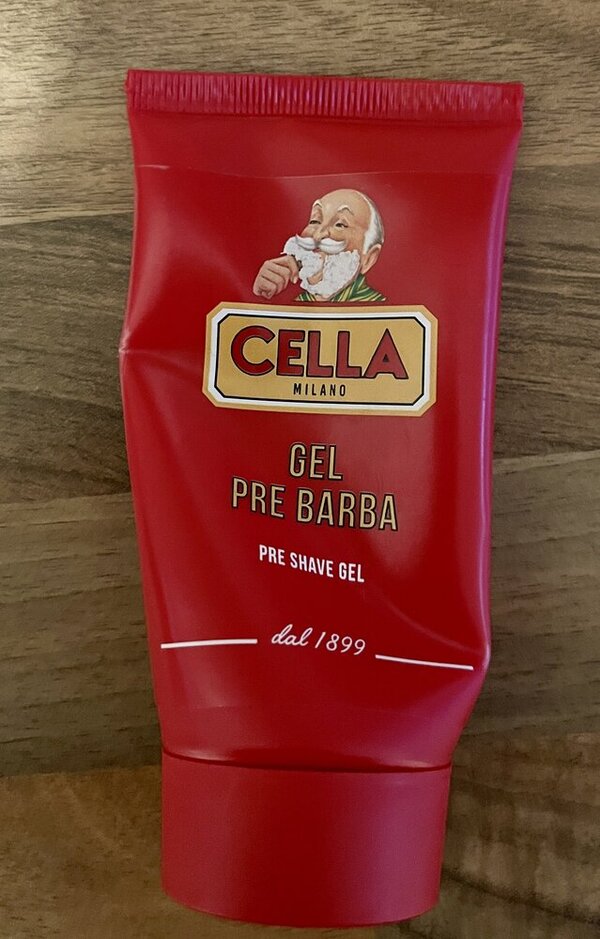 CELLA
MILANO
GEL
PRE BARBA
PRE SHAVE GEL
dal 1899